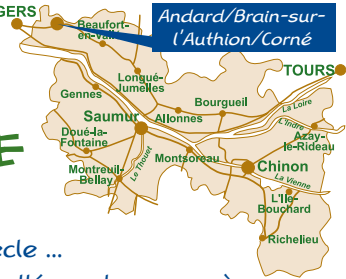 GERS
Andard/Brain-sur-
l'Authion/Corné
Beaufort-
en-Vallée
TOURS
Longué-
Jumelles
Gennes
Bourgueil
La Loire
Allonnes
L'Indre
Saumur
Azay-
le-Rideau
Doué-la-
Fontaine
E
Montsoreau
Chinon
Montreuil-
Bellay
Le Thouet
La Vienne
L'Ile-
Bouchard
Richelieu
ècle ...